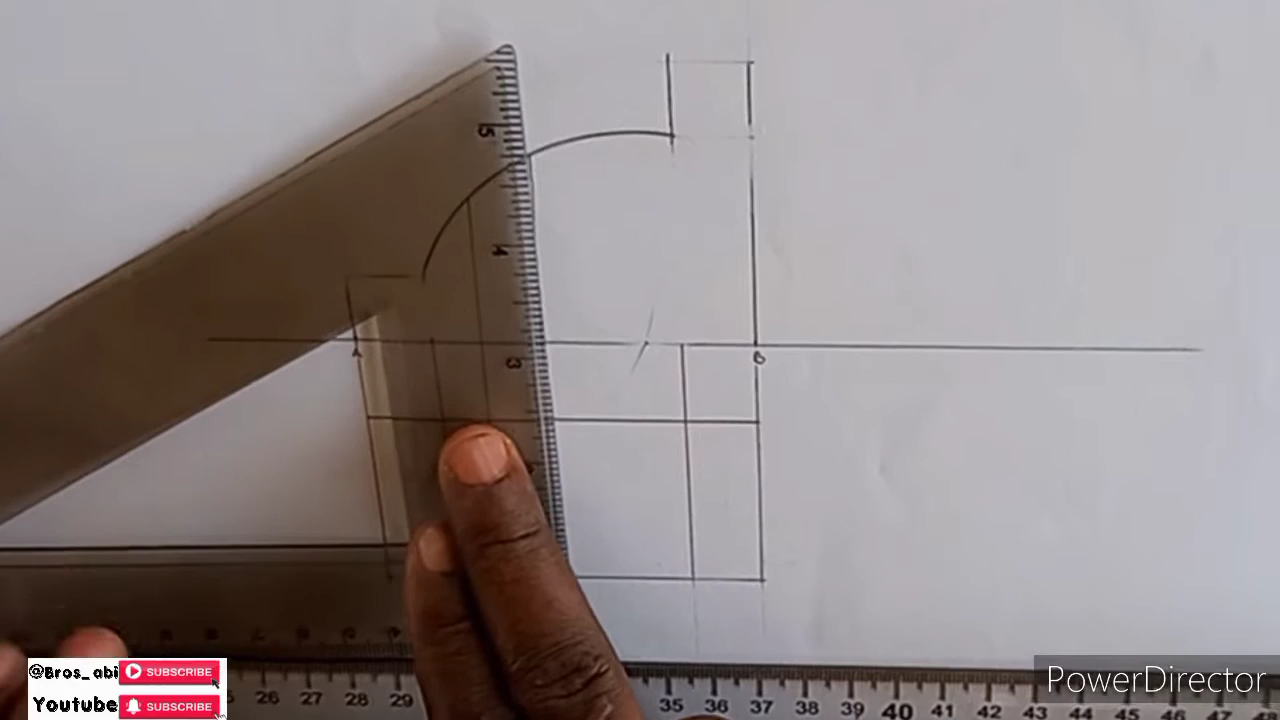 5
4
3
A
B
@Bros_abi SUBSCRIBE
Youtube SUBSCRIBE
26 27 28 29 35 36 37 38 39 40 41 42 43 44 45 46 47
PowerDirector